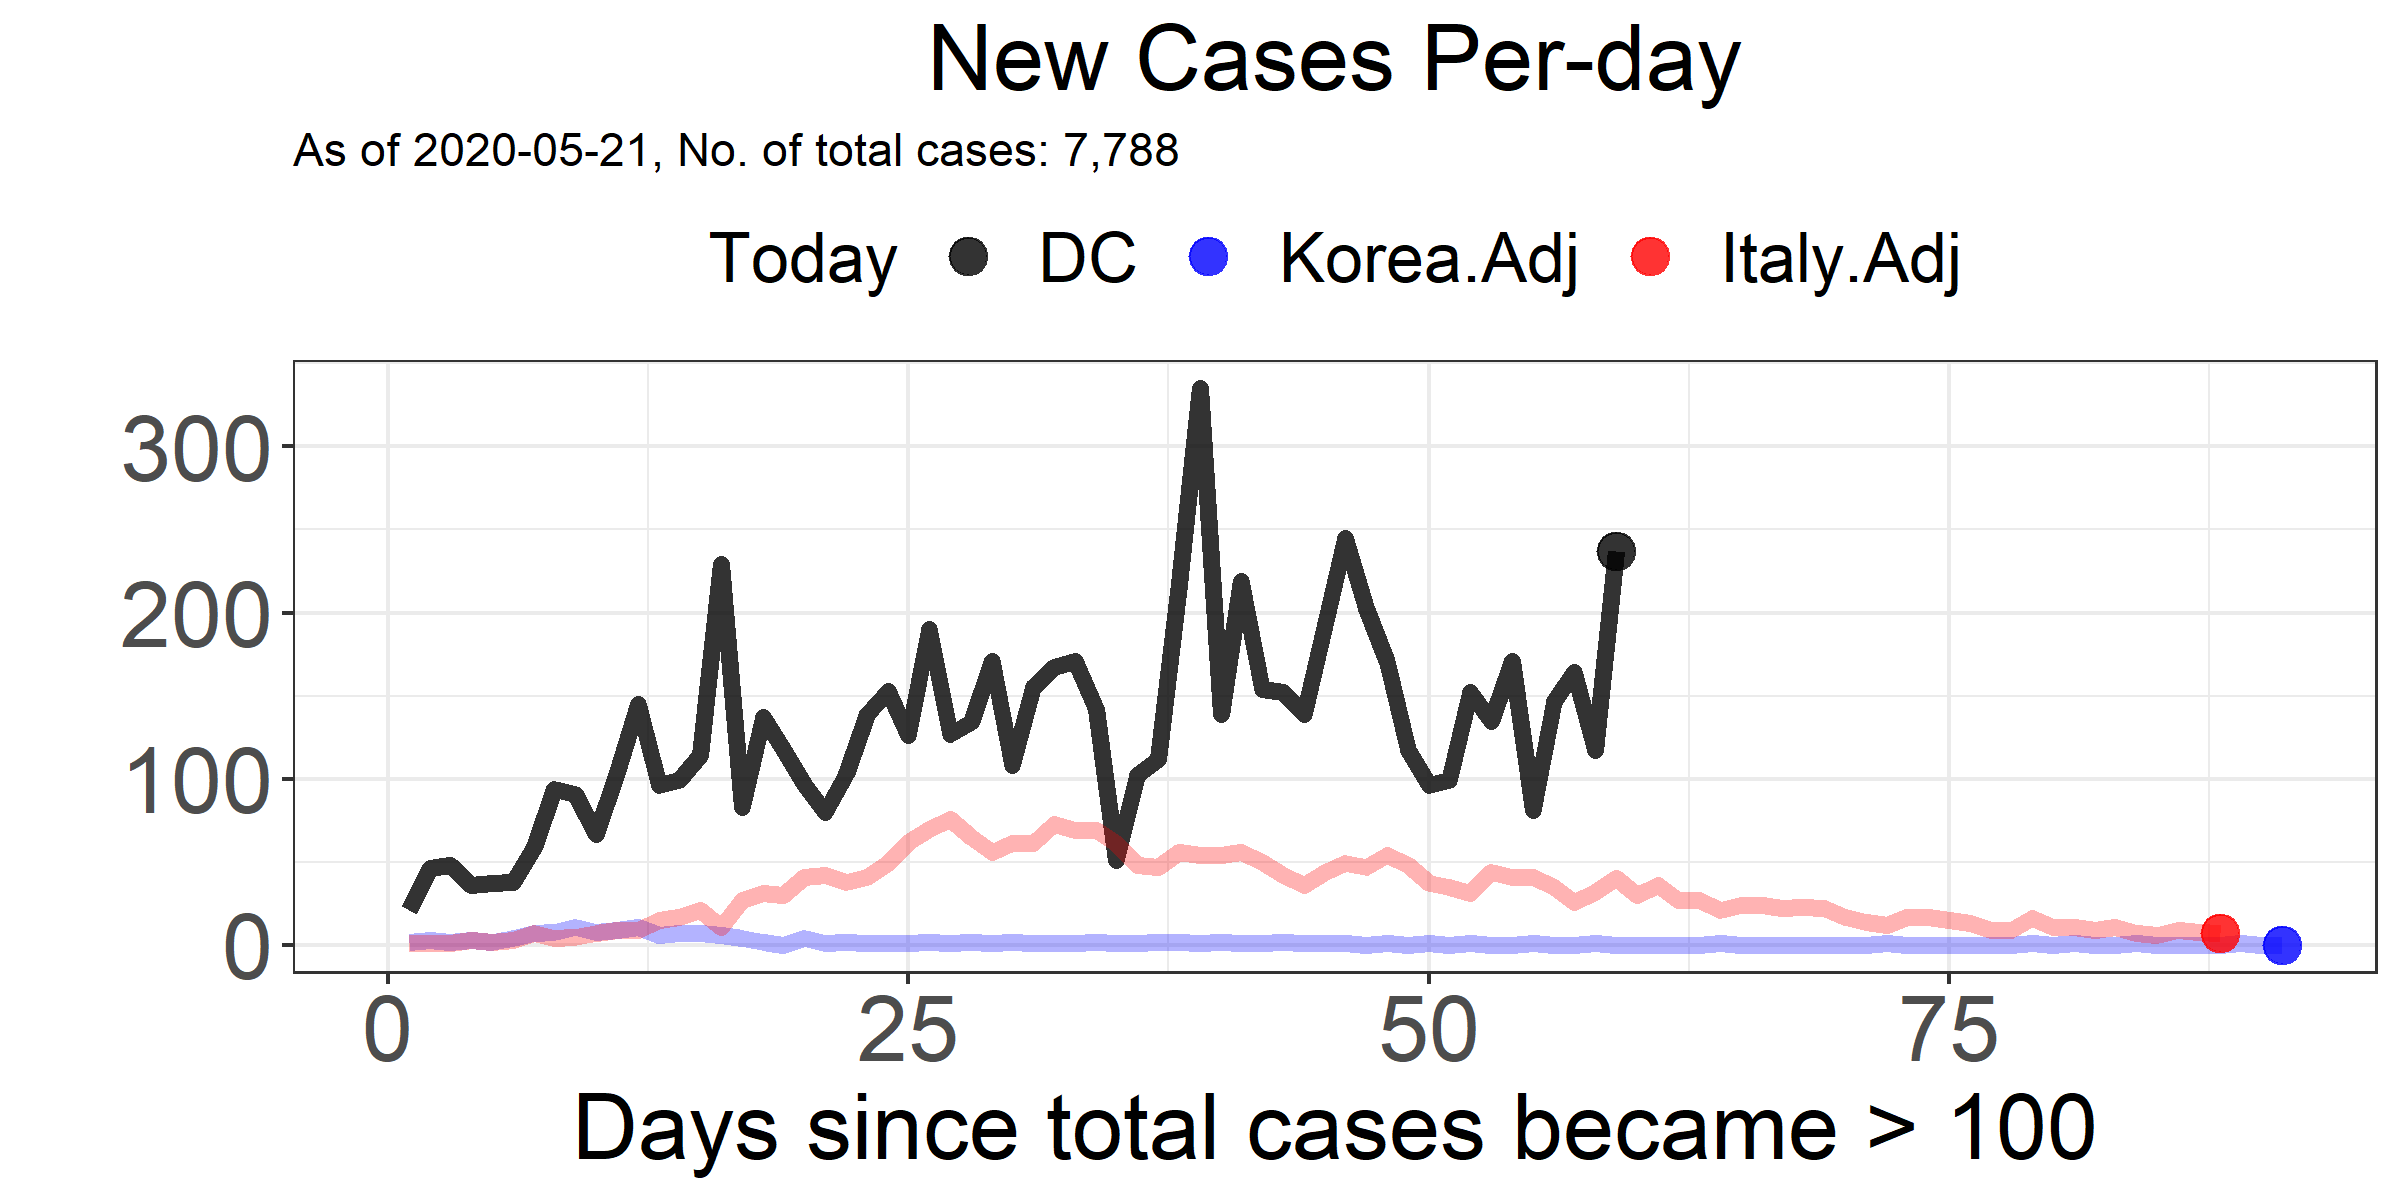 New Cases Per-day
As of 2020-05-21, No. of total cases: 7,788
Today DC Korea.Adj Italy.Adj
300
200
100
0
0 25 50 75
Days since total cases became > 100